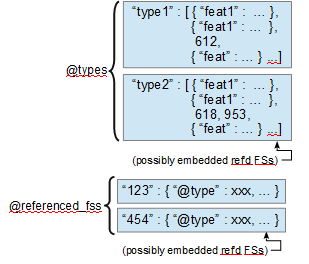 "type1" : [ { "feat1" : ... },
{ "feat1" : ... },
612,
{ "feat" : ... } ...]
@types
"type2" : [ { "feat1" : ... },
{ "feat1" : ... },
618, 953,
{ "feat" : ... } ...]
(possibly embedded refd FSs)
"123" : { "@type" : xxx, ... }
@referenced_fss
"454" : { "@type" : xxx, ... }
(possibly embedded refd FSs)